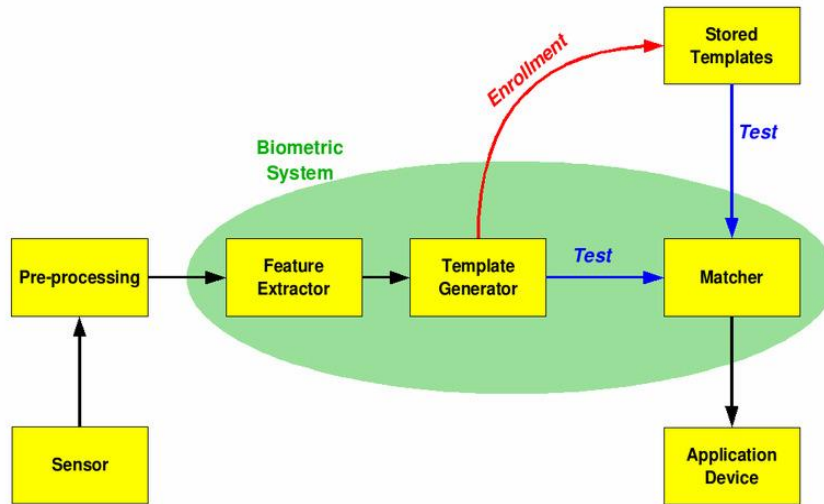 Stored
Templates
Enrollment
Test
Biometric
System
Pre-processing
Feature
Extractor
Template
Generator
Test
Matcher
Sensor
Application
Device